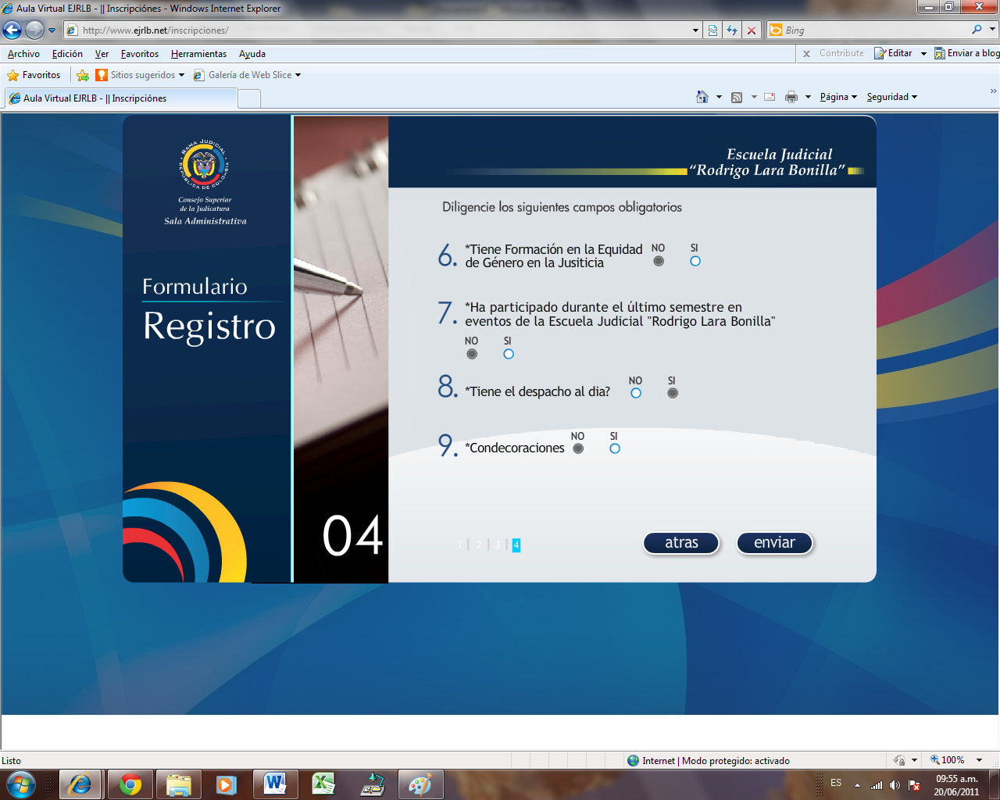 Aula Virtual EJRLB - || Inscripciónes - Windows Internet Explorer
http://www.ejrlb.net/inscripciones/
Bing
Archivo Edición Ver Favoritos Herramientas Ayuda
x Contribute Editar Enviar a blog
Favoritos Sitios sugeridos Galería de Web Slice
Aula Virtual EJRLB - || Inscripciónes
Página Seguridad »
RAMA JUDICIAL
REPUBLICA DE COLOMBIA
Consejo Superior
de la Judicatura
Sala Administrativa
Formulario
Registro
04
Escuela Judicial
“Rodrigo Lara Bonilla”
Diligencie los siguientes campos obligatorios
6. *Tiene Formación en la Equidad
de Género en la Jusiticia
NO SI
7. *Ha participado durante el último semestre en
eventos de la Escuela Judicial "Rodrigo Lara Bonilla"
NO SI
8. *Tiene el despacho al dia?
NO SI
9. *Condecoraciones
NO SI
1 | 2 | 3 | 4
atras enviar
Listo
Internet | Modo protegido: activado
100%
ES
09:55 a.m.
20/06/2011